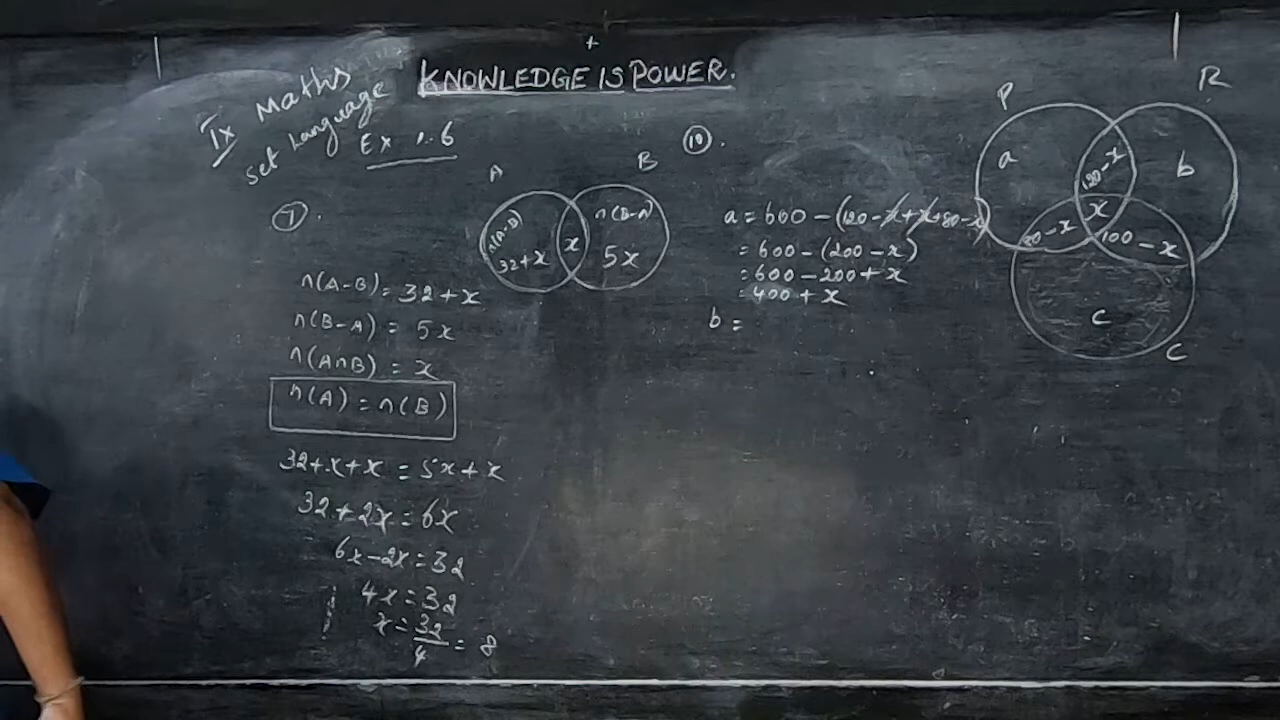 KNOWLEDGE IS POWER.
IX Maths
Set Language
Ex 1.6
7.
A B
n(A-B) n(B-A)
32+x x 5x
n(A-B) = 32+x
n(B-A) = 5x
n(A∩B) = x
n(A) = n(B)
32+x+x = 5x+x
32+2x = 6x
6x-2x = 32
4x = 32
x = 32/4 = 8
10.
P R
a 120-x b
x
80-x 100-x
C
C
a = 600 - (120-x+x+80-x)
= 600 - (200-x)
= 600 - 200 + x
= 400 + x
b =